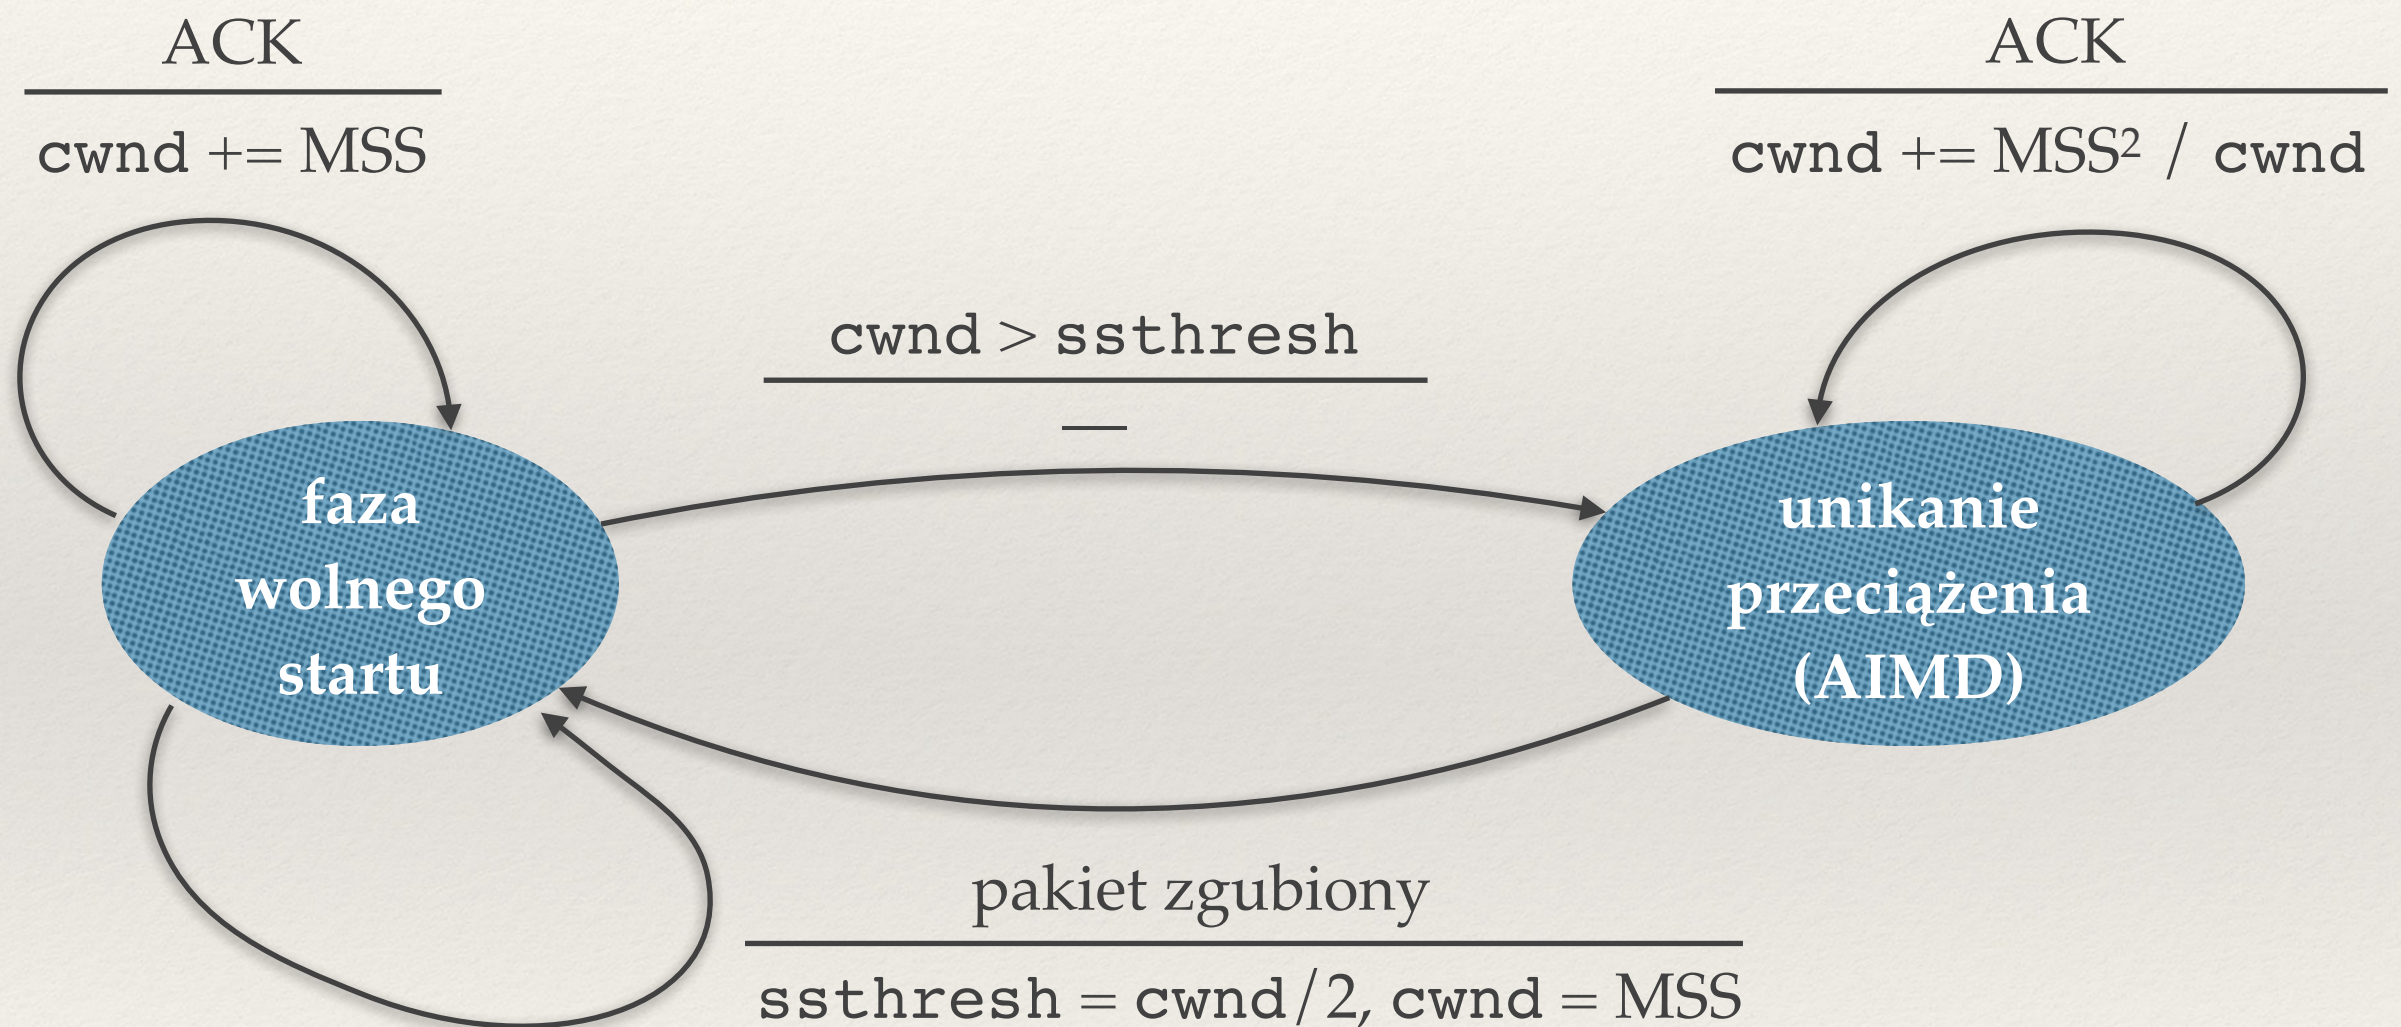 ACK
cwnd += MSS
ACK
cwnd += MSS² / cwnd
cwnd > ssthresh
—
faza
wolnego
startu
unikanie
przeciążenia
(AIMD)
pakiet zgubiony
ssthresh = cwnd/2, cwnd = MSS